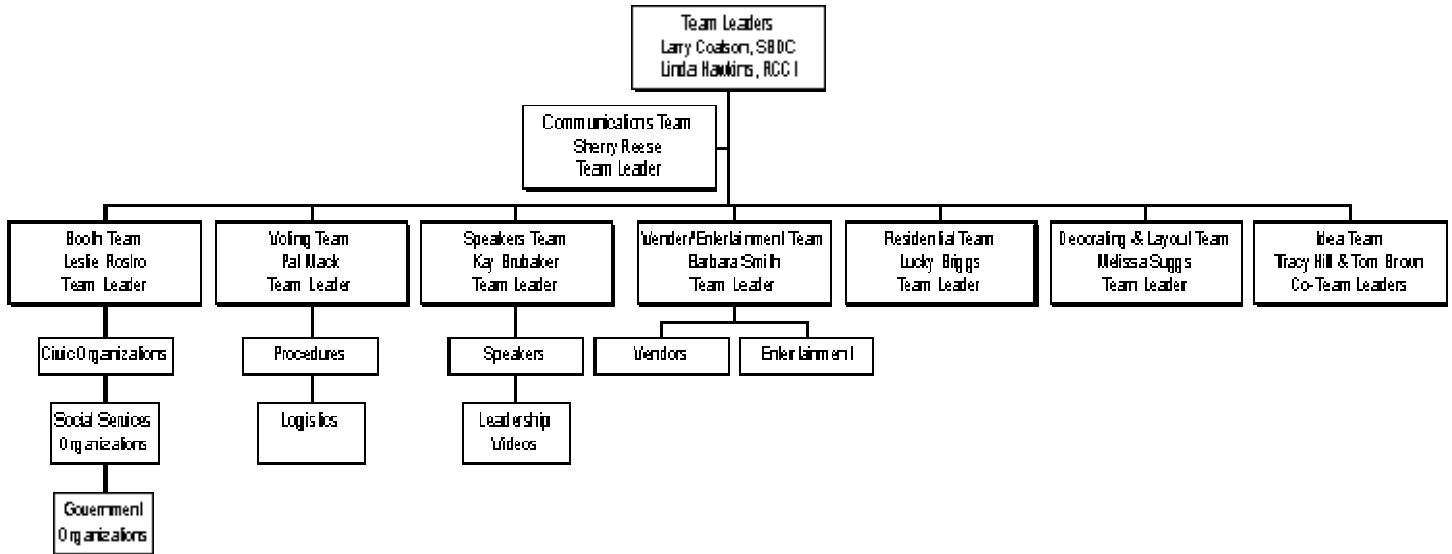 Team Leaders
Larry Coalson, SBDC
Linda Hawkins, RCCI
Communications Team
Sherry Reese
Team Leader
Booth Team
Leslie Rostro
Team Leader
Voting Team
Pat Mack
Team Leader
Speakers Team
Kay Brubaker
Team Leader
Vender/Entertainment Team
Barbara Smith
Team Leader
Residential Team
Lucky Briggs
Team Leader
Decorating & Layout Team
Melissa Suggs
Team Leader
Idea Team
Tracy Hill & Tom Brown
Co-Team Leaders
Civic Organizations
Procedures
Speakers
Vendors
Entertainment
Social Services
Organizations
Logistics
Leadership
Videos
Government
Organizations